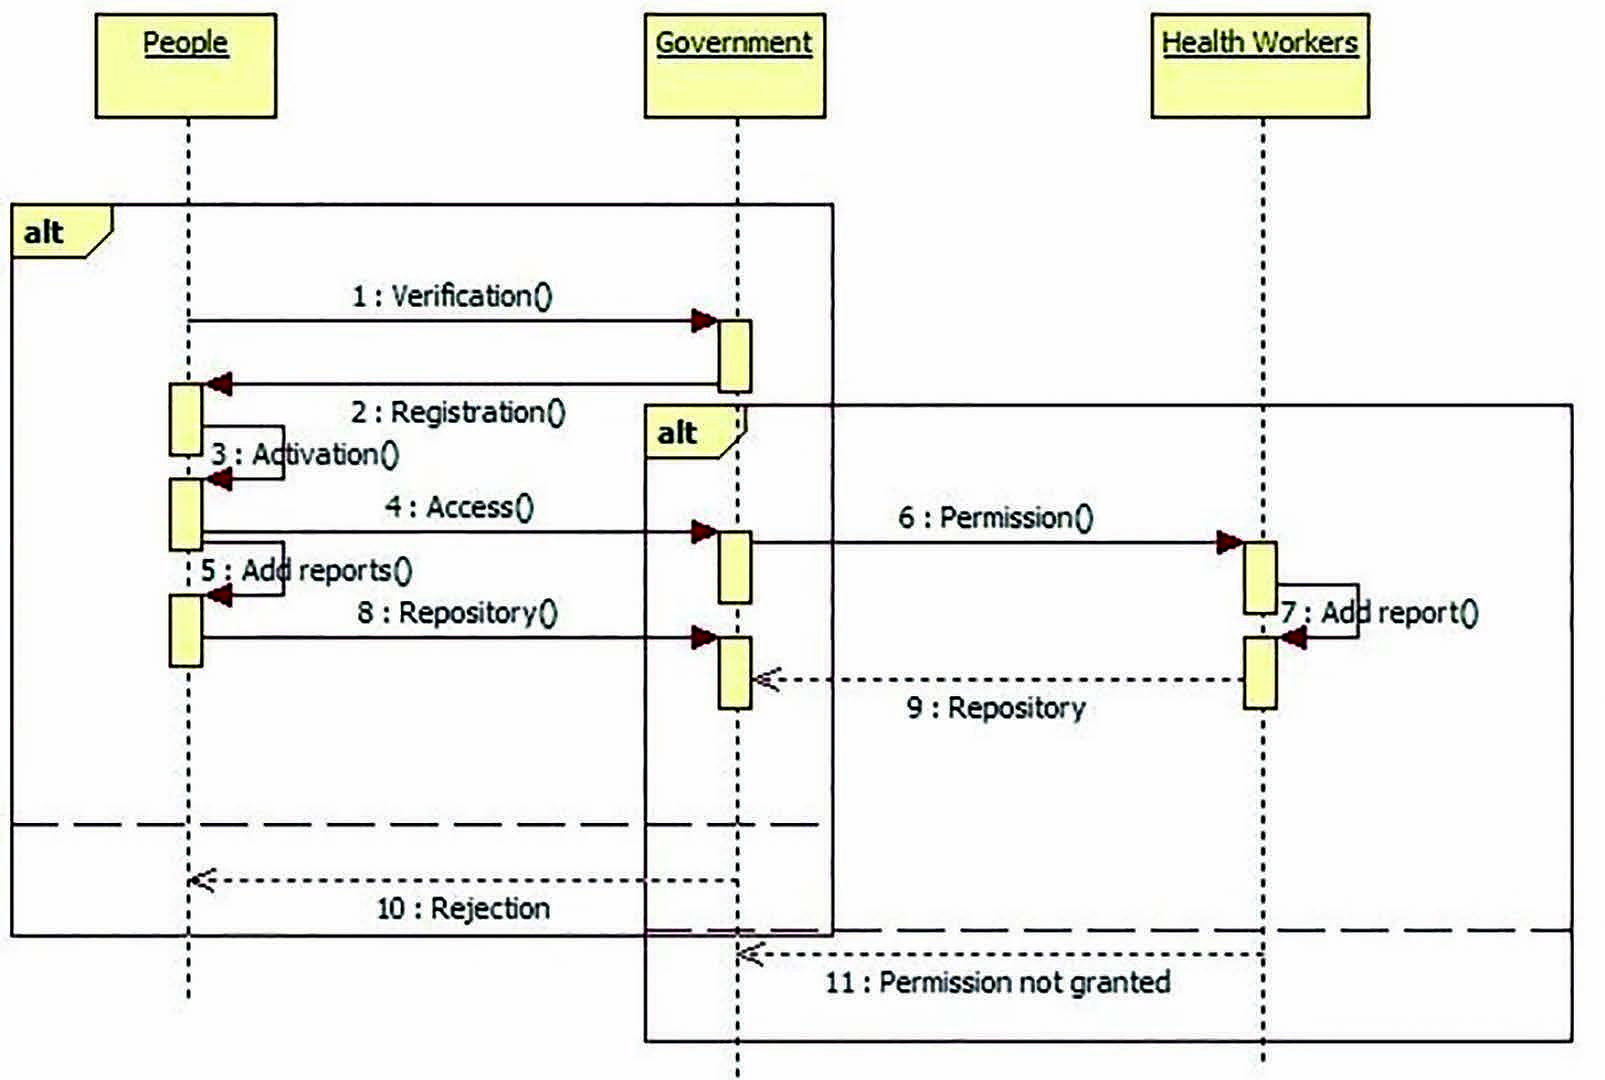 People
Government
Health Workers
alt
1 : Verification()
2 : Registration()
alt
3 : Activation()
4 : Access()
6 : Permission()
5 : Add reports()
8 : Repository()
7 : Add report()
9 : Repository
10 : Rejection
11 : Permission not granted